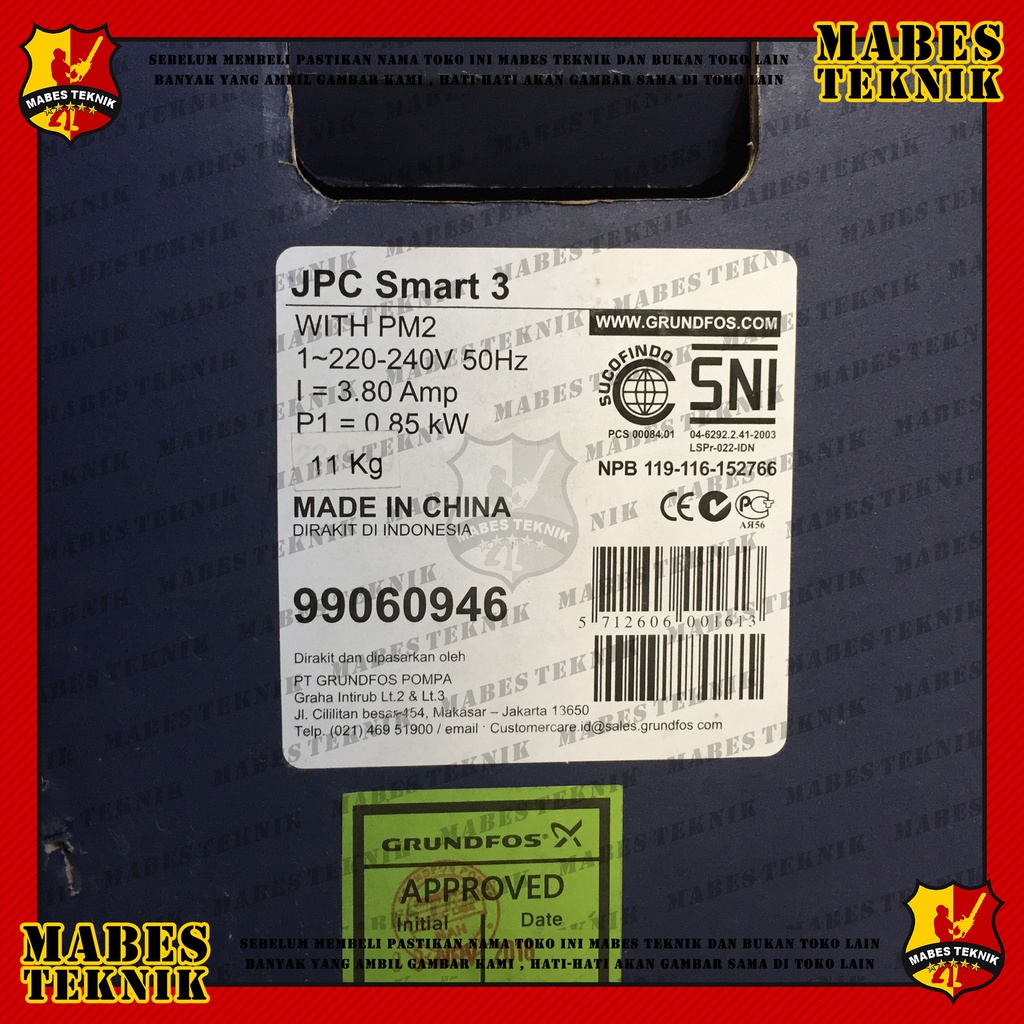 MABES TEKNIK
SEBELUM MEMBELI PASTIKAN NAMA TOKO INI MABES TEKNIK DAN BUKAN TOKO LAIN
BANYAK YANG AMBIL GAMBAR KAMI , HATI-HATI AKAN GAMBAR SAMA DI TOKO LAIN
MABES
TEKNIK
JPC Smart 3
WITH PM2
1~220-240V 50Hz
I = 3.80 Amp
P1 = 0.85 kW
11 Kg
MADE IN CHINA
DIRAKIT DI INDONESIA
WWW.GRUNDFOS.COM
SUCOFINDO
SNI
PCS 00084.01
04-6292.2.41-2003
LSPr-022-IDN
NPB 119-116-152766
CE
АЯ56
MABES TEKNIK
99060946
5 712606 001613
Dirakit dan dipasarkan oleh
PT GRUNDFOS POMPA
Graha Intirub Lt.2 & Lt.3
Jl. Cililitan besar 454, Makasar – Jakarta 13650
Telp. (021) 469 51900 / email : Customercare.id@sales.grundfos.com
GRUNDFOS
APPROVED
Initial
Date
MABES
TEKNIK
SEBELUM MEMBELI PASTIKAN NAMA TOKO INI MABES TEKNIK DAN BUKAN TOKO LAIN
BANYAK YANG AMBIL GAMBAR KAMI , HATI-HATI AKAN GAMBAR SAMA DI TOKO LAIN
MABES TEKNIK